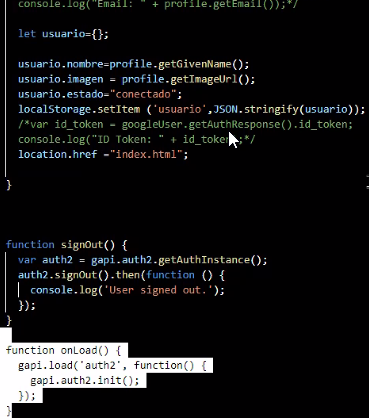 console.log("Email: " + profile.getEmail());*/
let usuario={};
usuario.nombre=profile.getGivenName();
usuario.imagen = profile.getImageUrl();
usuario.estado="conectado";
localStorage.setItem ('usuario',JSON.stringify(usuario));
/*var id_token = googleUser.getAuthResponse().id_token;
console.log("ID Token: " + id_token);*/
location.href ="index.html";
}
function signOut() {
var auth2 = gapi.auth2.getAuthInstance();
auth2.signOut().then(function () {
console.log('User signed out.');
});
}
function onLoad() {
gapi.load('auth2', function() {
gapi.auth2.init();
});
}